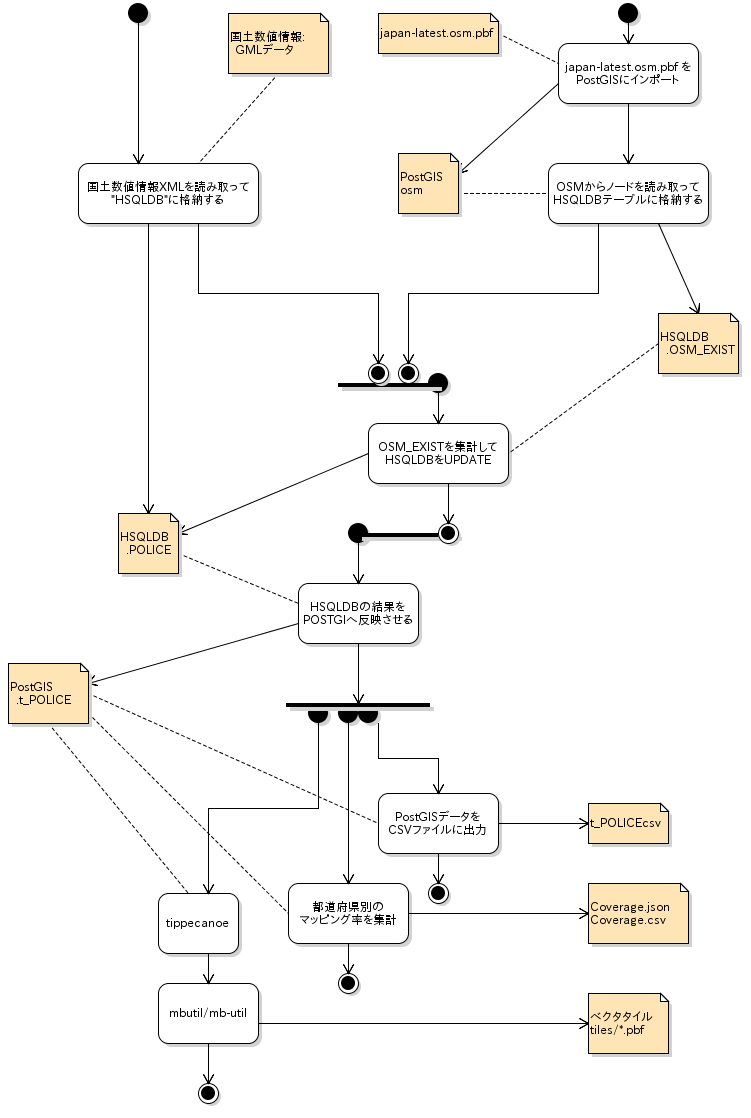 国土数値情報:
GMLデータ
japan-latest.osm.pbf
japan-latest.osm.pbf を
PostGISにインポート
国土数値情報XMLを読み取って
"HSQLDB"に格納する
PostGIS
osm
OSMからノードを読み取って
HSQLDBテーブルに格納する
HSQLDB
.OSM_EXIST
OSM_EXISTを集計して
HSQLDBをUPDATE
HSQLDB
.POLICE
HSQLDBの結果を
POSTGIへ反映させる
PostGIS
.t_POLICE
PostGISデータを
CSVファイルに出力
t_POLICEcsv
都道府県別の
マッピング率を集計
Coverage.json
Coverage.csv
tippecanoe
mbutil/mb-util
ベクタタイル
tiles/*.pbf